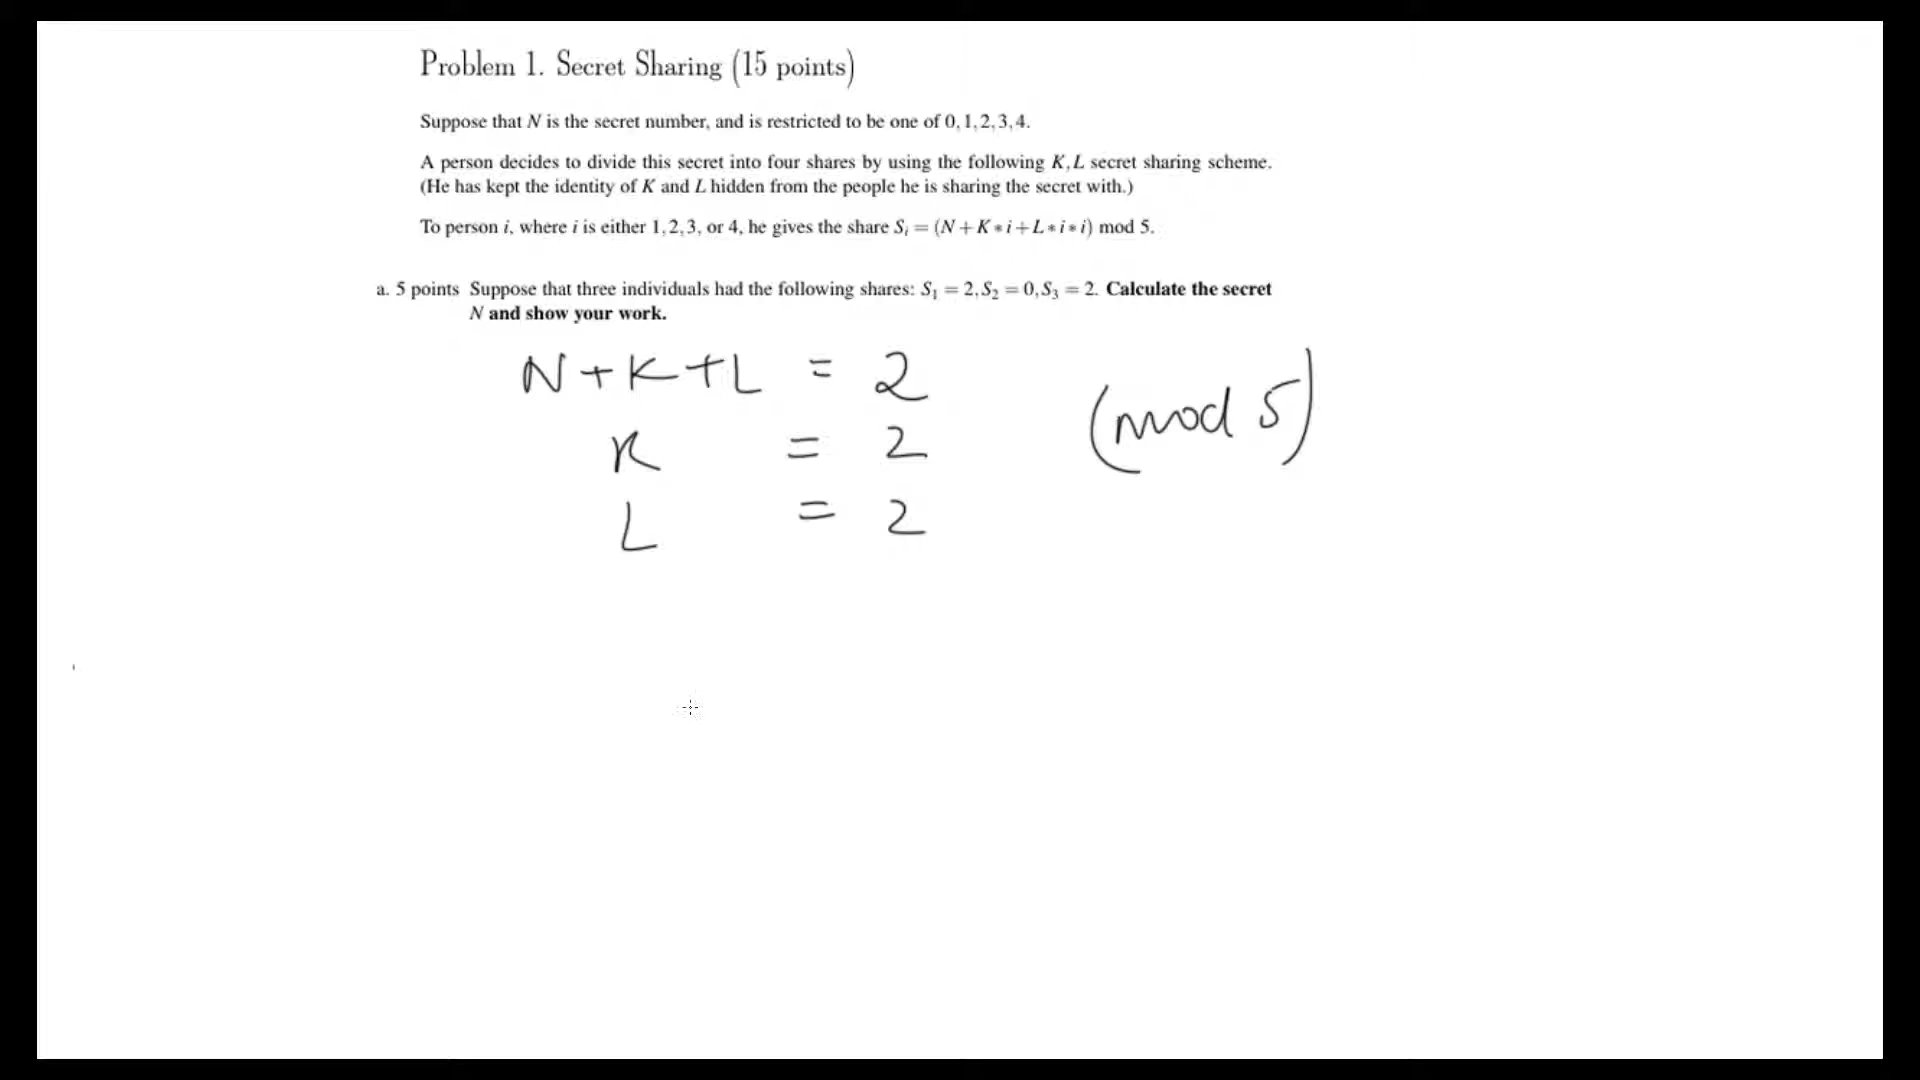 Problem 1. Secret Sharing (15 points)
Suppose that N is the secret number, and is restricted to be one of 0,1,2,3,4.
A person decides to divide this secret into four shares by using the following K,L secret sharing scheme.
(He has kept the identity of K and L hidden from the people he is sharing the secret with.)
To person i, where i is either 1,2,3, or 4, he gives the share Sᵢ = (N+K∗i+L∗i∗i) mod 5.
a. 5 points Suppose that three individuals had the following shares: S₁ = 2,S₂ = 0,S₃ = 2. Calculate the secret
N and show your work.
N+K+L = 2
K = 2 (mod 5)
L = 2